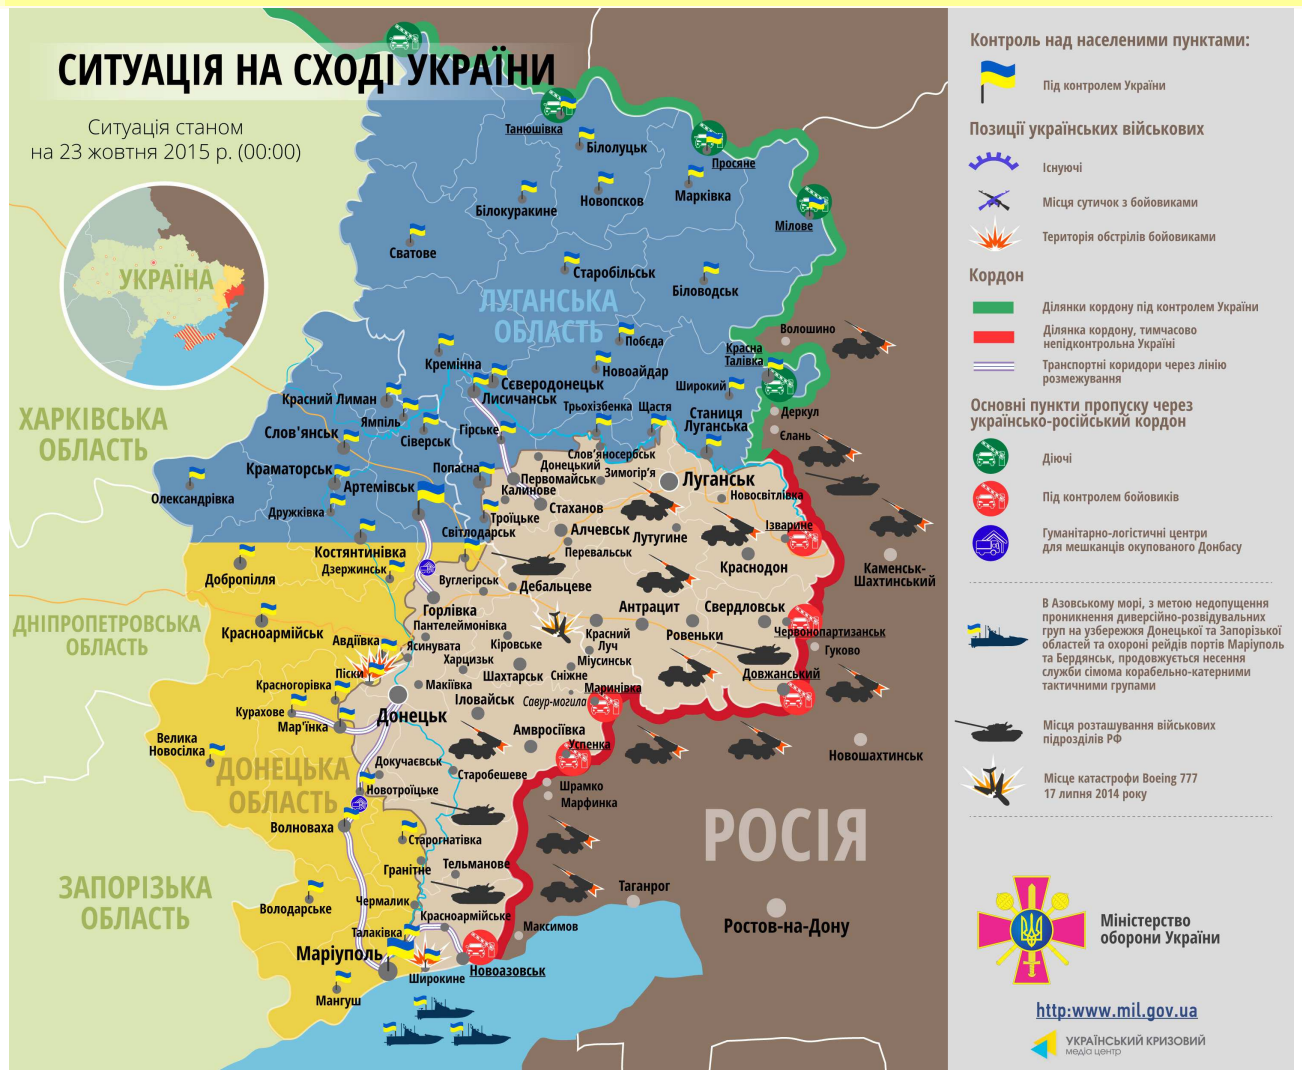 СИТУАЦІЯ НА СХОДІ УКРАЇНИ
Ситуація станом
на 23 жовтня 2015 р. (00:00)
УКРАЇНА
ХАРКІВСЬКА
ОБЛАСТЬ
ДНІПРОПЕТРОВСЬКА
ОБЛАСТЬ
ЗАПОРІЗЬКА
ОБЛАСТЬ
ЛУГАНСЬКА
ОБЛАСТЬ
ДОНЕЦЬКА
ОБЛАСТЬ
РОСІЯ
Танюшівка
Білолуцьк
Просяне
Білокуракине
Новопсков
Марківка
Мілове
Сватове
Старобільськ
Біловодськ
Волошино
Побєда
Красна
Талівка
Кремінна
Новоайдар
Сєверодонецьк
Широкий
Лисичанськ
Красний Лиман
Трьохізбенка
Щастя
Станиця
Луганська
Деркул
Єлань
Ямпіль
Слов'янськ
Сіверськ
Гірське
Слов'яносербськ
Донецький
Зимогір'я
Краматорськ
Попасна
Первомайськ
Луганськ
Олександрівка
Артемівськ
Калинове
Новосвітлівка
Дружківка
Стаханов
Троїцьке
Ізварине
Світлодарськ
Алчевськ
Лутугине
Костянтинівка
Перевальськ
Дзержинськ
Краснодон
Каменськ-
Шахтинський
Добропілля
Вуглегірськ
Дебальцеве
Горлівка
Антрацит
Свердловськ
Пантелеймонівка
Красноармійськ
Авдіївка
Красний
Луч
Ровеньки
Червонопартизанськ
Ясинувата
Кіровське
Гуково
Харцизьк
Міусинськ
Піски
Шахтарськ
Сніжне
Довжанський
Красногорівка
Макіївка
Маринівка
Іловайськ
Савур-могила
Курахове
Донецьк
Мар'їнка
Амвросіївка
Велика
Новосілка
Успенка
Новошахтинськ
Докучаєвськ
Старобешеве
Новотроїцьке
Шрамко
Марфинка
Волноваха
Старогнатівка
Гранітне
Тельманове
Таганрог
Володарське
Чермалик
Красноармійське
Ростов-на-Дону
Талаківка
Максимов
Маріуполь
Широкине
Новоазовськ
Мангуш
Контроль над населеними пунктами:
Під контролем України
Позиції українських військових
Існуючі
Місця сутичок з бойовиками
Територія обстрілів бойовиками
Кордон
Ділянки кордону під контролем України
Ділянка кордону, тимчасово
непідконтрольна Україні
Транспортні коридори через лінію
розмежування
Основні пункти пропуску через
українсько-російський кордон
Діючі
Під контролем бойовиків
Гуманітарно-логістичні центри
для мешканців окупованого Донбасу
В Азовському морі, з метою недопущення
проникнення диверсійно-розвідувальних
груп на узбережжя Донецької та Запорізької
областей та охороні рейдів портів Маріуполь
та Бердянськ, продовжується несення
служби сімома корабельно-катерними
тактичними групами
Місця розташування військових
підрозділів РФ
Місце катастрофи Boeing 777
17 липня 2014 року
Міністерство
оборони України
http:www.mil.gov.ua
УКРАЇНСЬКИЙ КРИЗОВИЙ
медіа центр